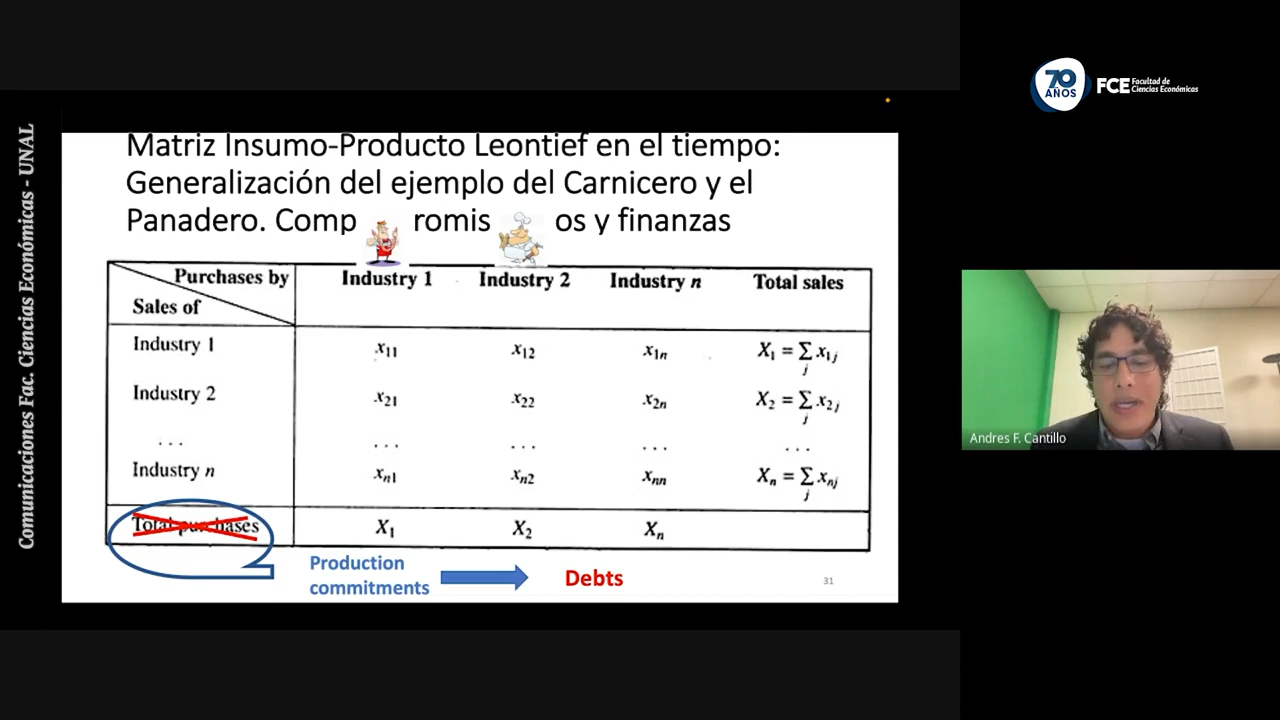 70
AÑOS
FCE
Facultad de
Ciencias Económicas
Comunicaciones Fac. Ciencias Económicas - UNAL
Matriz Insumo-Producto Leontief en el tiempo:
Generalización del ejemplo del Carnicero y el
Panadero. Comp romis os y finanzas
Purchases by Industry 1 Industry 2 Industry n Total sales
Sales of
Industry 1 x11 x12 x1n X1 = ∑ x1j
j
Industry 2 x21 x22 x2n X2 = ∑ x2j
j
... ... ... ... ...
Industry n xn1 xn2 xnn Xn = ∑ xnj
j
Total purchases X1 X2 Xn
Production
commitments
Debts
31
Andres F. Cantillo